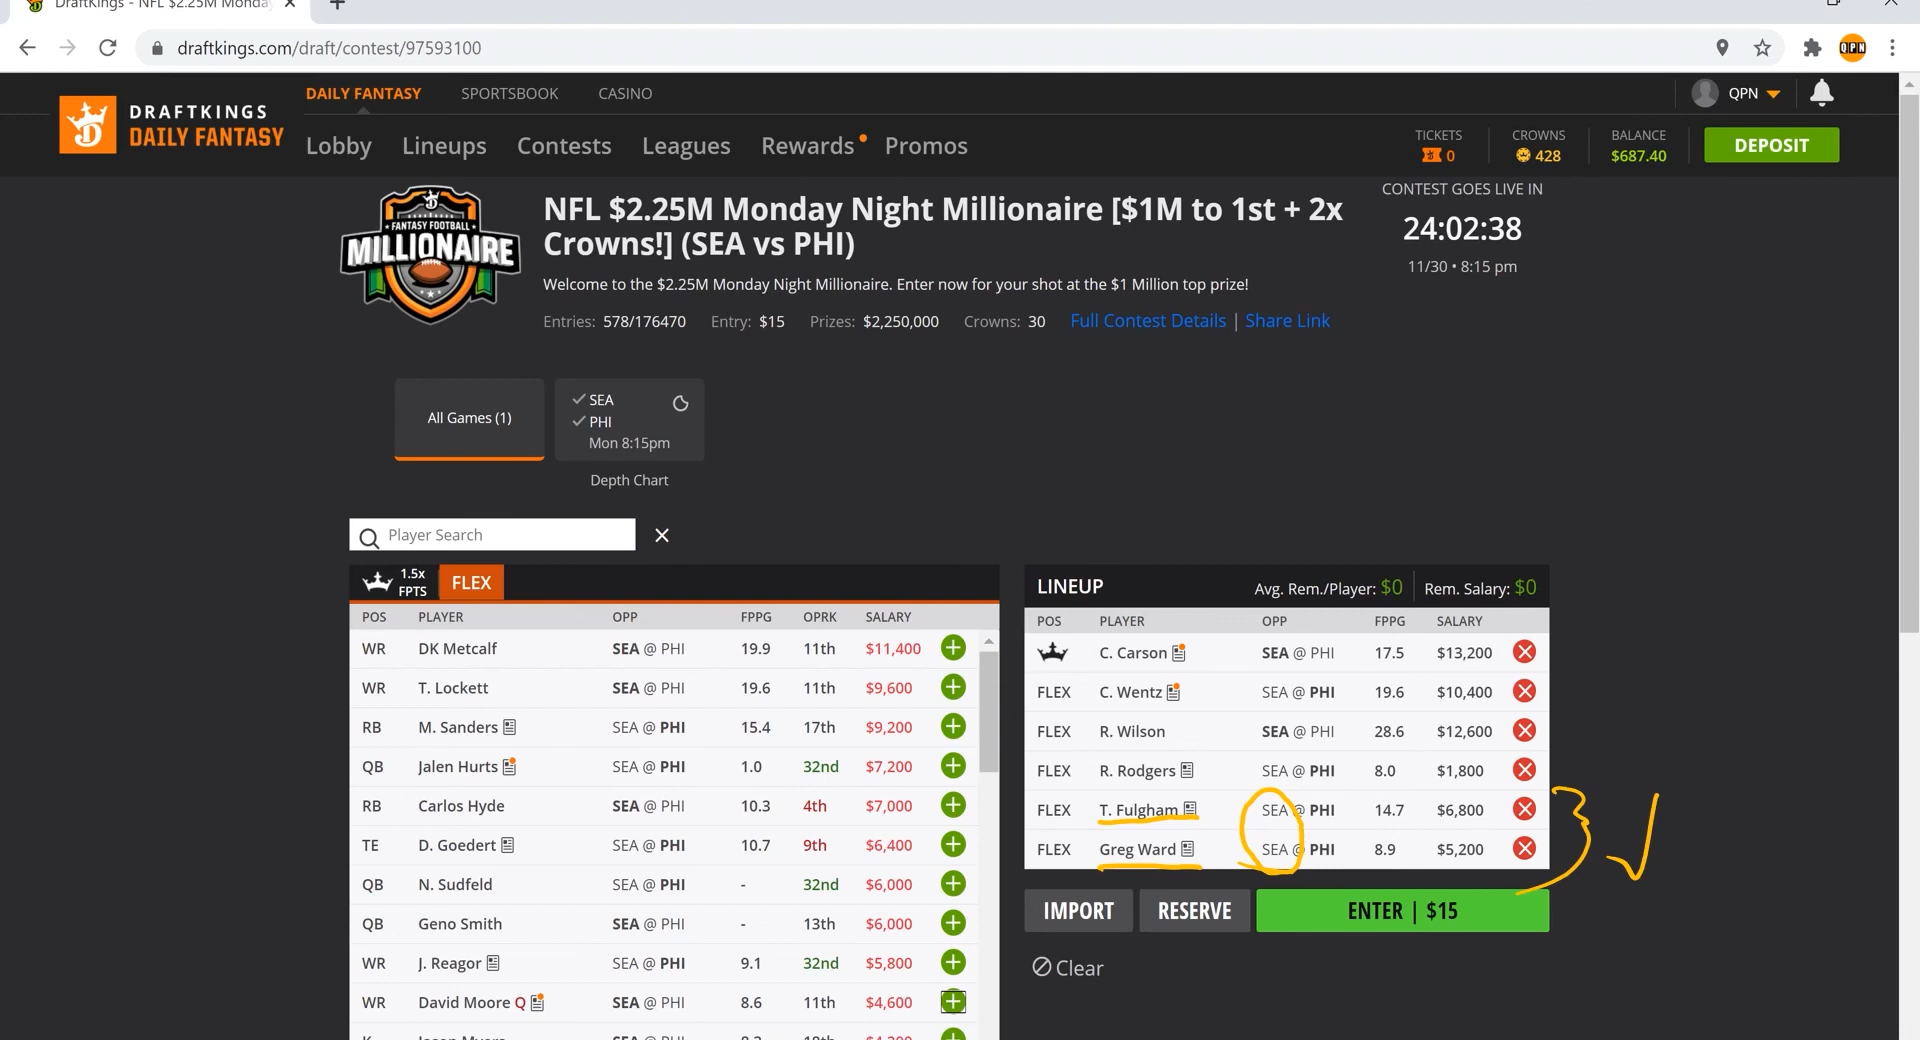 DraftKings - NFL $2.25M Monday
draftkings.com/draft/contest/97593100
QPN
DRAFTKINGS
DAILY FANTASY
DAILY FANTASY SPORTSBOOK CASINO
QPN
Lobby Lineups Contests Leagues Rewards Promos
TICKETS
0
CROWNS
428
BALANCE
$687.40
DEPOSIT
FANTASY FOOTBALL
MILLIONAIRE
NFL $2.25M Monday Night Millionaire [$1M to 1st + 2x
Crowns!] (SEA vs PHI)
Welcome to the $2.25M Monday Night Millionaire. Enter now for your shot at the $1 Million top prize!
Entries: 578/176470 Entry: $15 Prizes: $2,250,000 Crowns: 30 Full Contest Details | Share Link
CONTEST GOES LIVE IN
24:02:38
11/30 • 8:15 pm
All Games (1)
SEA
PHI
Mon 8:15pm
Depth Chart
Player Search
1.5x
FPTS
FLEX
POS PLAYER OPP FPPG OPRK SALARY
WR DK Metcalf SEA @ PHI 19.9 11th $11,400
WR T. Lockett SEA @ PHI 19.6 11th $9,600
RB M. Sanders SEA @ PHI 15.4 17th $9,200
QB Jalen Hurts SEA @ PHI 1.0 32nd $7,200
RB Carlos Hyde SEA @ PHI 10.3 4th $7,000
TE D. Goedert SEA @ PHI 10.7 9th $6,400
QB N. Sudfeld SEA @ PHI - 32nd $6,000
QB Geno Smith SEA @ PHI - 13th $6,000
WR J. Reagor SEA @ PHI 9.1 32nd $5,800
WR David Moore Q SEA @ PHI 8.6 11th $4,600
LINEUP Avg. Rem./Player: $0 Rem. Salary: $0
POS PLAYER OPP FPPG SALARY
C. Carson SEA @ PHI 17.5 $13,200
FLEX C. Wentz SEA @ PHI 19.6 $10,400
FLEX R. Wilson SEA @ PHI 28.6 $12,600
FLEX R. Rodgers SEA @ PHI 8.0 $1,800
FLEX T. Fulgham SEA @ PHI 14.7 $6,800
FLEX Greg Ward SEA @ PHI 8.9 $5,200
IMPORT RESERVE ENTER | $15
Clear